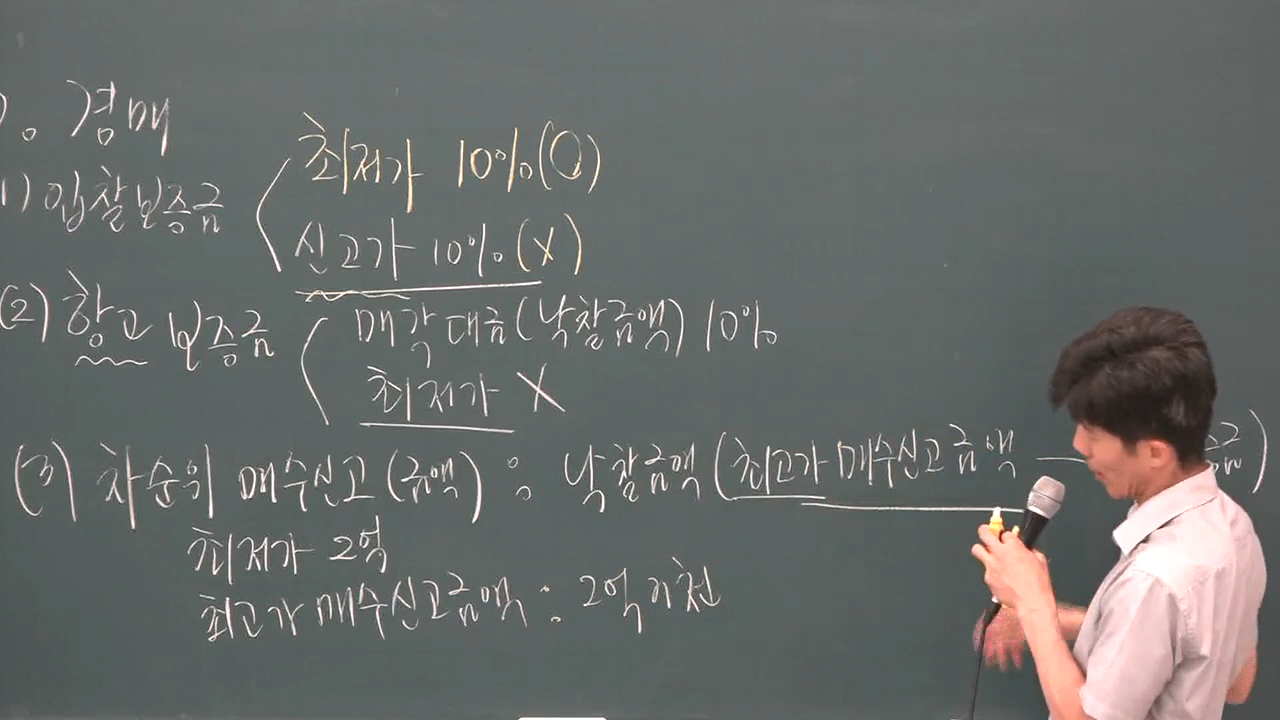 . 경매
1) 입찰보증금
최저가 10% (O)
신고가 10% (X)
(2) 항고 보증금
매각대금(낙찰금액) 10%
최저가 X
(3) 차순위 매수신고(금액) : 낙찰금액 (최고가 매수신고금액 — )
최저가 2억
최고가 매수신고금액 : 2억